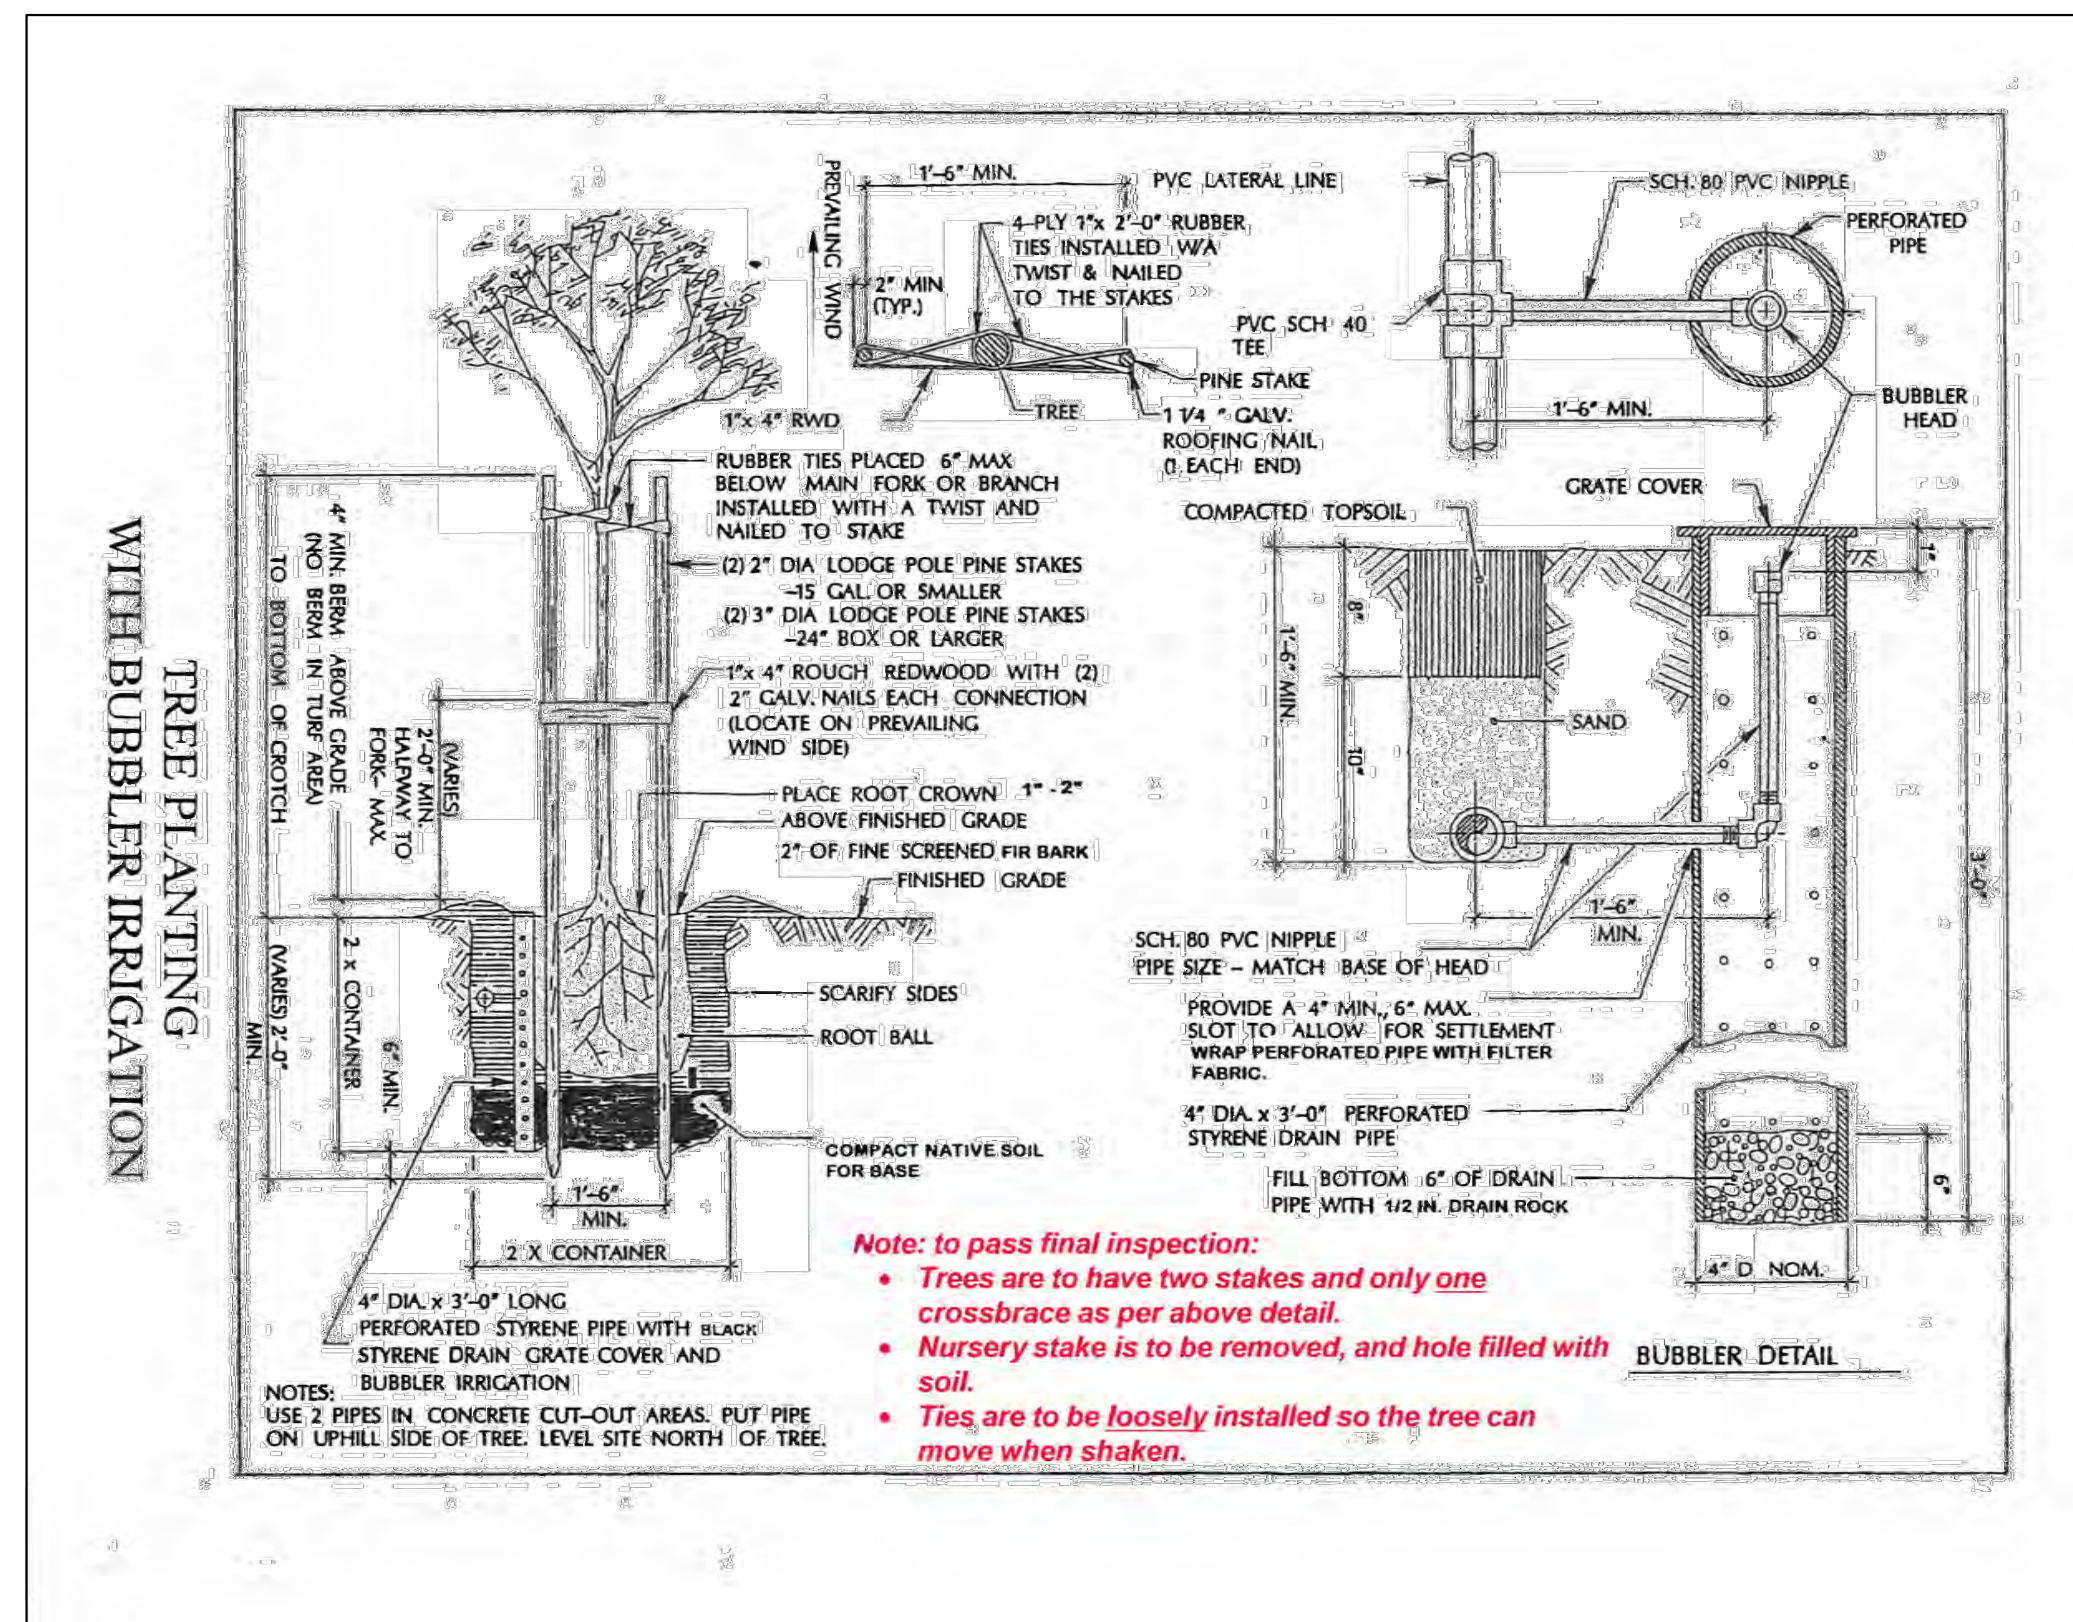 TREE PLANTING
WITH BUBBLER IRRIGATION
PREVAILING WIND
1'-6" MIN.
2" MIN
(TYP.)
4-PLY 1"x 2'-0" RUBBER
TIES INSTALLED W/A
TWIST & NAILED
TO THE STAKES
1"x 4" RWD
TREE
PINE STAKE
1 1/4 " GALV.
ROOFING NAIL
(1 EACH END)
PVC LATERAL LINE
SCH. 80 PVC NIPPLE
PERFORATED
PIPE
PVC SCH 40
TEE
1'-6" MIN.
BUBBLER
HEAD
RUBBER TIES PLACED 6" MAX
BELOW MAIN FORK OR BRANCH
INSTALLED WITH A TWIST AND
NAILED TO STAKE
(2) 2" DIA LODGE POLE PINE STAKES
-15 GAL. OR SMALLER
(2) 3" DIA LODGE POLE PINE STAKES
-24" BOX OR LARGER
1"x 4" ROUGH REDWOOD WITH (2)
2" GALV. NAILS EACH CONNECTION
(LOCATE ON PREVAILING
WIND SIDE)
PLACE ROOT CROWN 1" - 2"
ABOVE FINISHED GRADE
2" OF FINE SCREENED FIR BARK
FINISHED GRADE
SCARIFY SIDES
ROOT BALL
COMPACT NATIVE SOIL
FOR BASE
TO BOTTOM OF CROTCH
4" MIN. BERM ABOVE GRADE
(NO BERM IN TURF AREA)
(VARIES)
2'-0" MIN.
HALFWAY TO
FORK- MAX
2 x CONTAINER
(VARIES) 2'-0"
MIN.
6" MIN.
1'-6"
MIN.
2 X CONTAINER
4" DIA. x 3'-0" LONG
PERFORATED STYRENE PIPE WITH BLACK
STYRENE DRAIN GRATE COVER AND
BUBBLER IRRIGATION
NOTES:
USE 2 PIPES IN CONCRETE CUT-OUT AREAS. PUT PIPE
ON UPHILL SIDE OF TREE. LEVEL SITE NORTH OF TREE.
GRATE COVER
COMPACTED TOPSOIL
1"
8"
1'-6" MIN.
SAND
10"
3'-0"
1'-6"
MIN.
SCH. 80 PVC NIPPLE
PIPE SIZE - MATCH BASE OF HEAD
PROVIDE A 4" MIN., 6" MAX.
SLOT TO ALLOW FOR SETTLEMENT
WRAP PERFORATED PIPE WITH FILTER
FABRIC.
4" DIA. x 3'-0" PERFORATED
STYRENE DRAIN PIPE
FILL BOTTOM 6" OF DRAIN
PIPE WITH 1/2 IN. DRAIN ROCK
6"
4" D NOM.
BUBBLER DETAIL
Note: to pass final inspection:
• Trees are to have two stakes and only one
crossbrace as per above detail.
• Nursery stake is to be removed, and hole filled with
soil.
• Ties are to be loosely installed so the tree can
move when shaken.